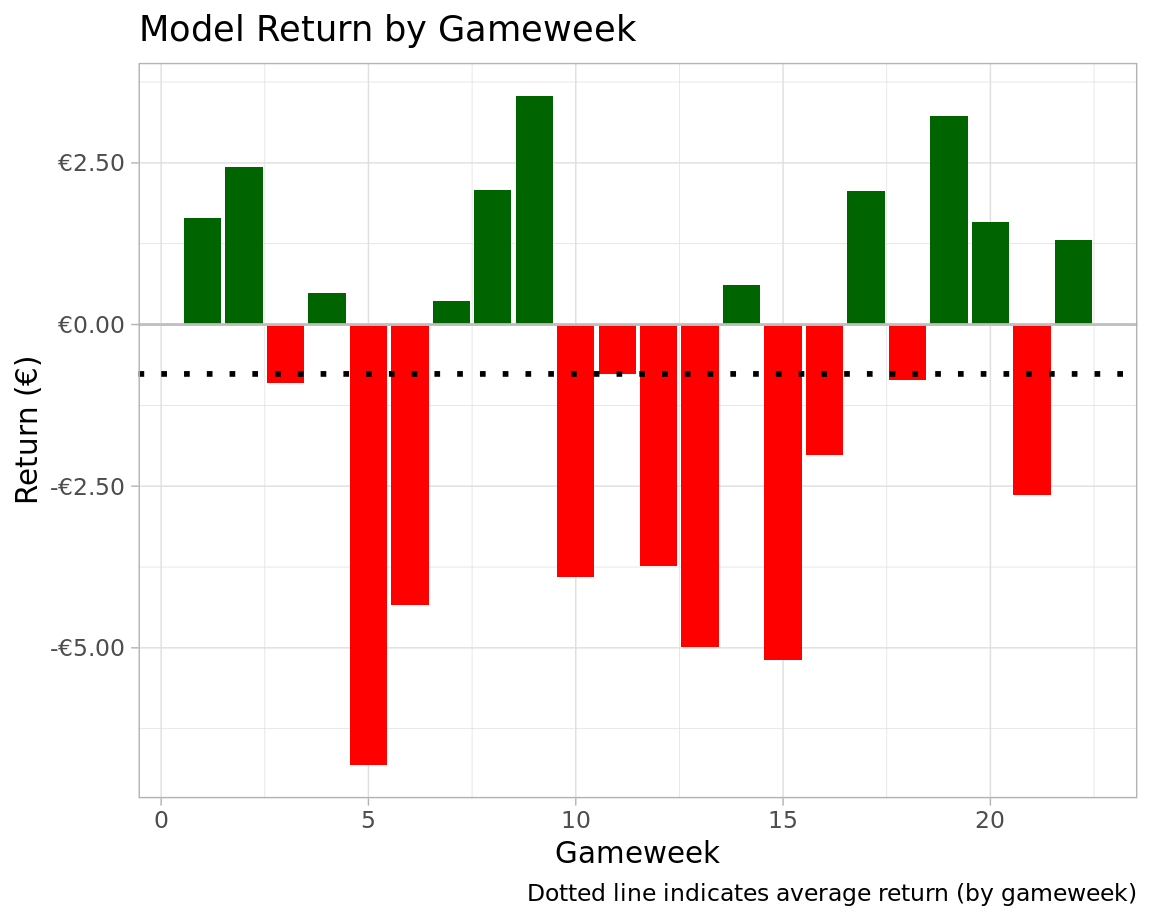 Model Return by Gameweek
Return (€)
€2.50
€0.00
-€2.50
-€5.00
0 5 10 15 20
Gameweek
Dotted line indicates average return (by gameweek)